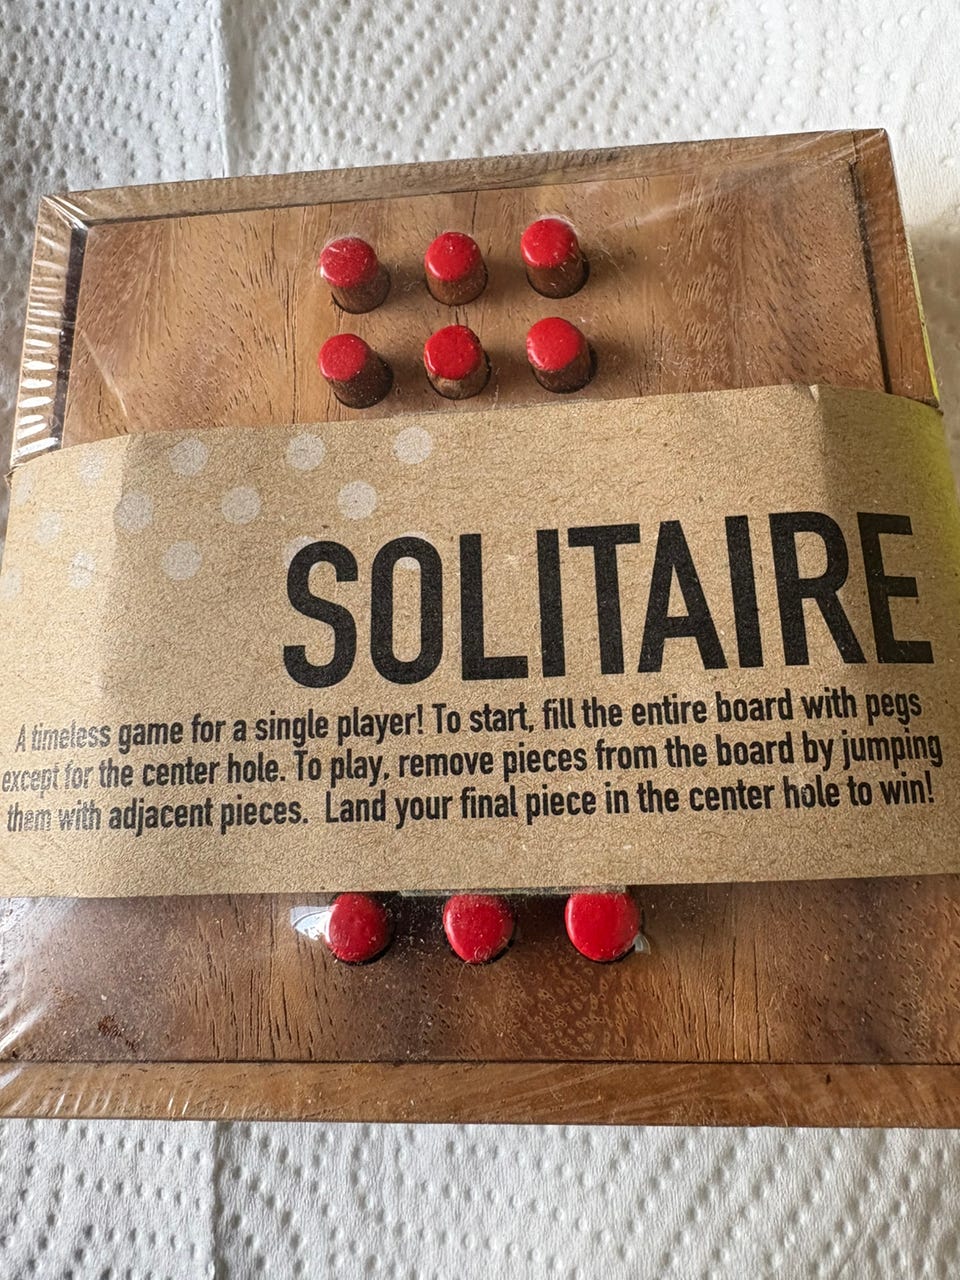 SOLITAIRE
A timeless game for a single player! To start, fill the entire board with pegs
except for the center hole. To play, remove pieces from the board by jumping
them with adjacent pieces. Land your final piece in the center hole to win!